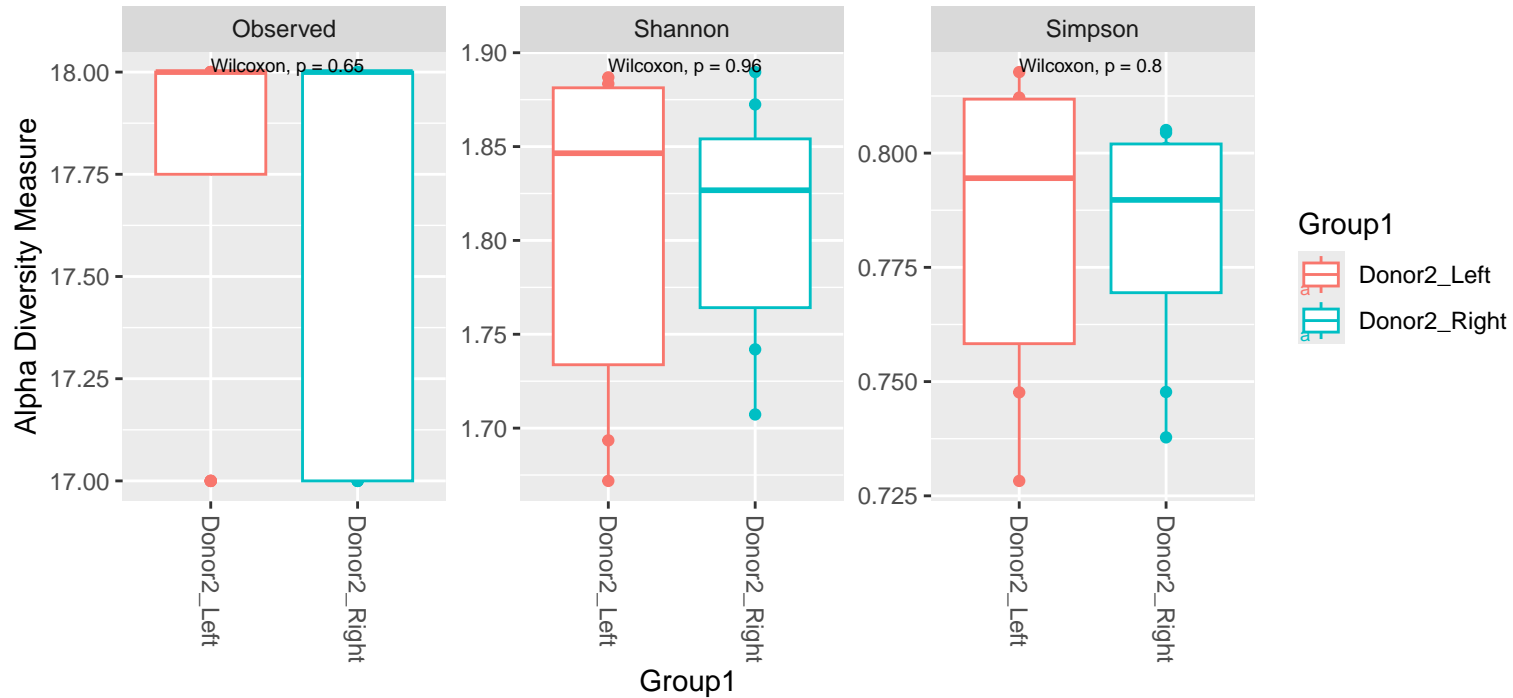 Observed
Shannon
Simpson
Wilcoxon, p = 0.65
Wilcoxon, p = 0.96
Wilcoxon, p = 0.8
Alpha Diversity Measure
18.00
17.75
17.50
17.25
17.00
1.90
1.85
1.80
1.75
1.70
0.800
0.775
0.750
0.725
Donor2_Left
Donor2_Right
Donor2_Left
Donor2_Right
Donor2_Left
Donor2_Right
Group1
Group1
a Donor2_Left
a Donor2_Right